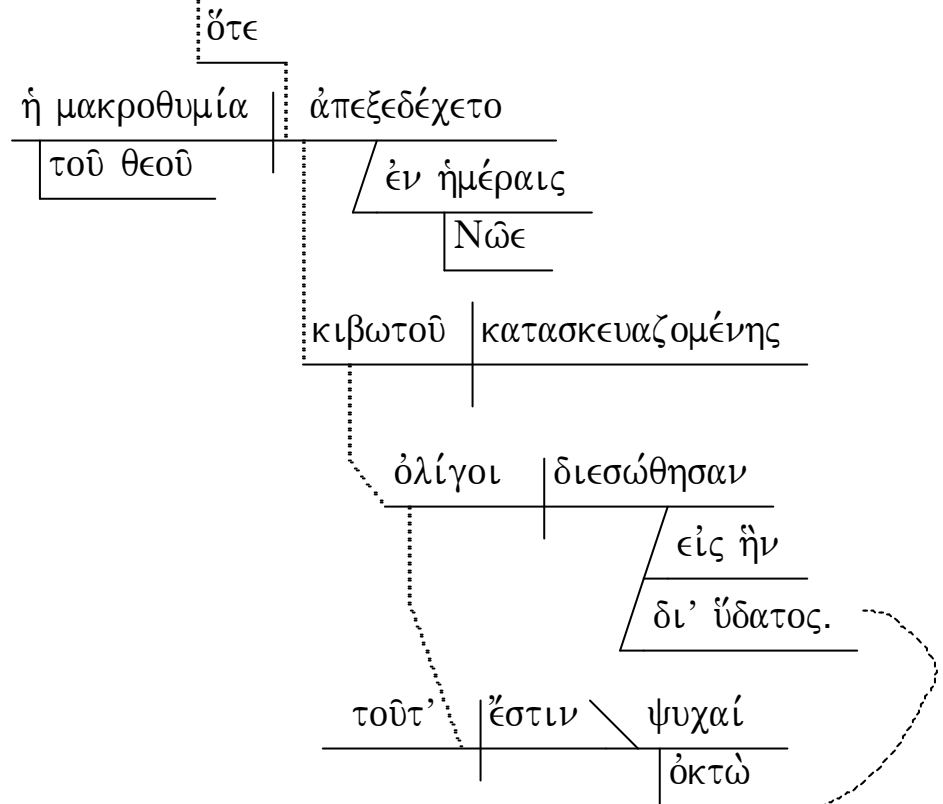 ὅτε
ἡ μακροθυμία ἀπεξεδέχετο
τοῦ θεοῦ
ἐν ἡμέραις
Νῶε
κιβωτοῦ κατασκευαζομένης
ὀλίγοι διεσώθησαν
εἰς ἣν
δι’ ὕδατος.
τοῦτ’ ἔστιν ψυχαί
ὀκτὼ